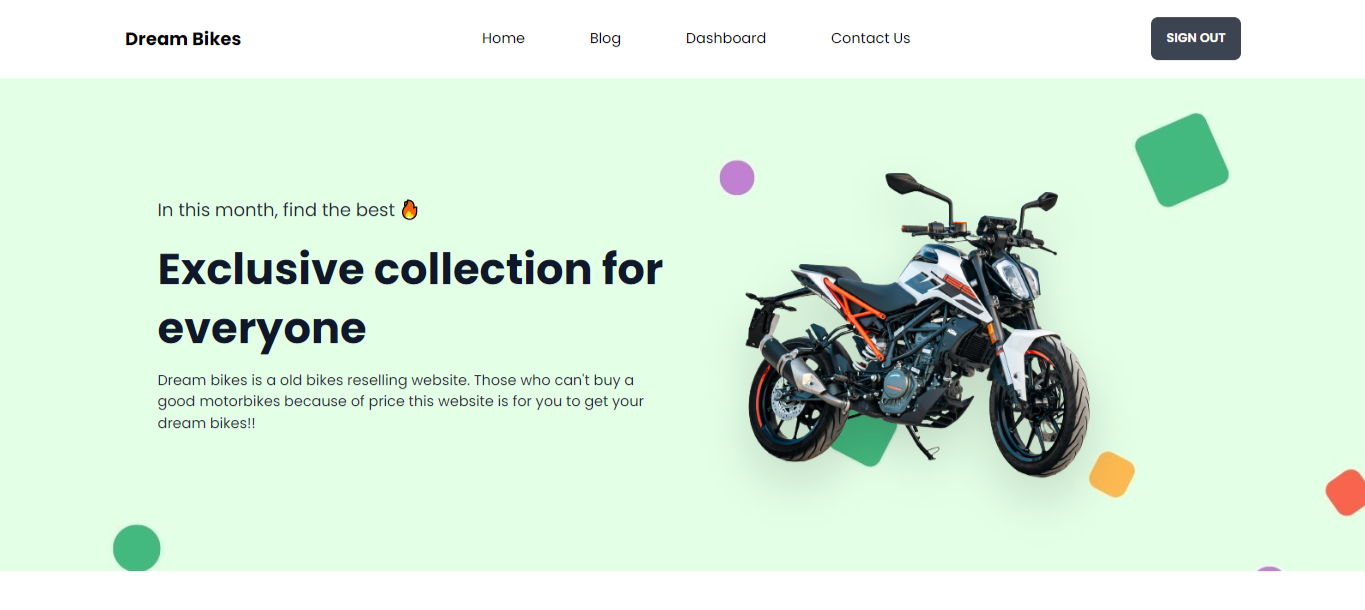 Dream Bikes
Home
Blog
Dashboard
Contact Us
SIGN OUT
In this month, find the best 🔥
Exclusive collection for
everyone
Dream bikes is a old bikes reselling website. Those who can't buy a
good motorbikes because of price this website is for you to get your
dream bikes!!